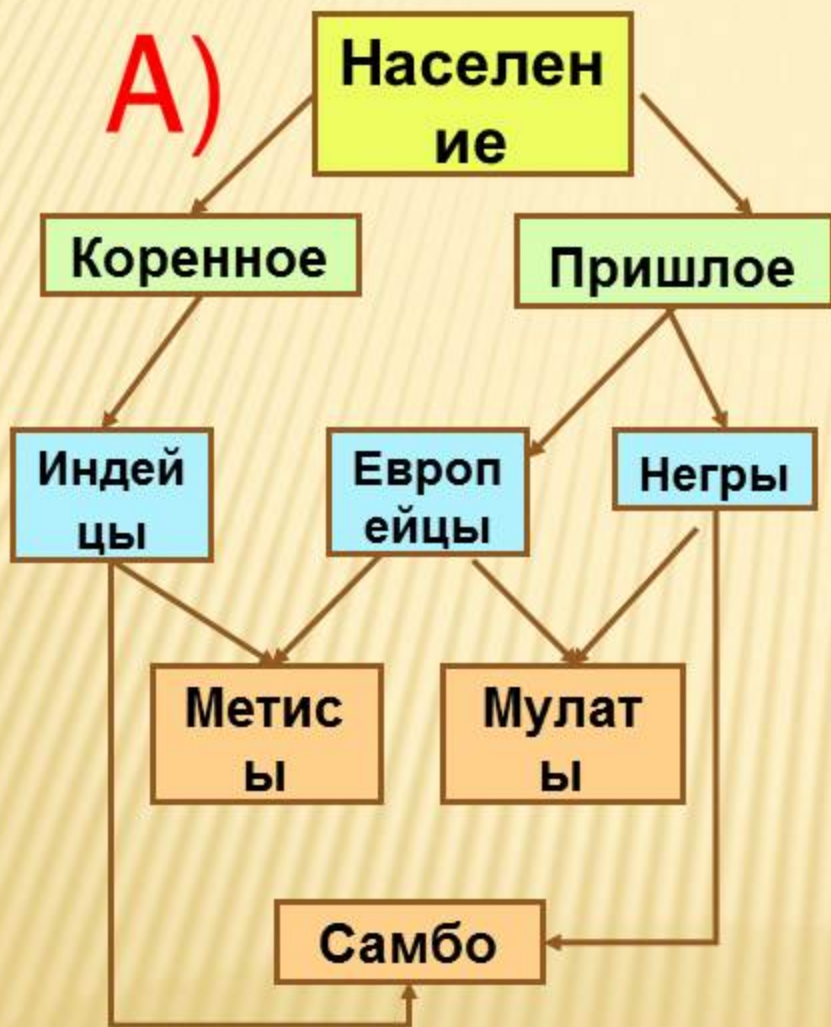 А)
Населен
ие
Коренное
Пришлое
Индей
цы
Европ
ейцы
Негры
Метис
ы
Мулат
ы
Самбо